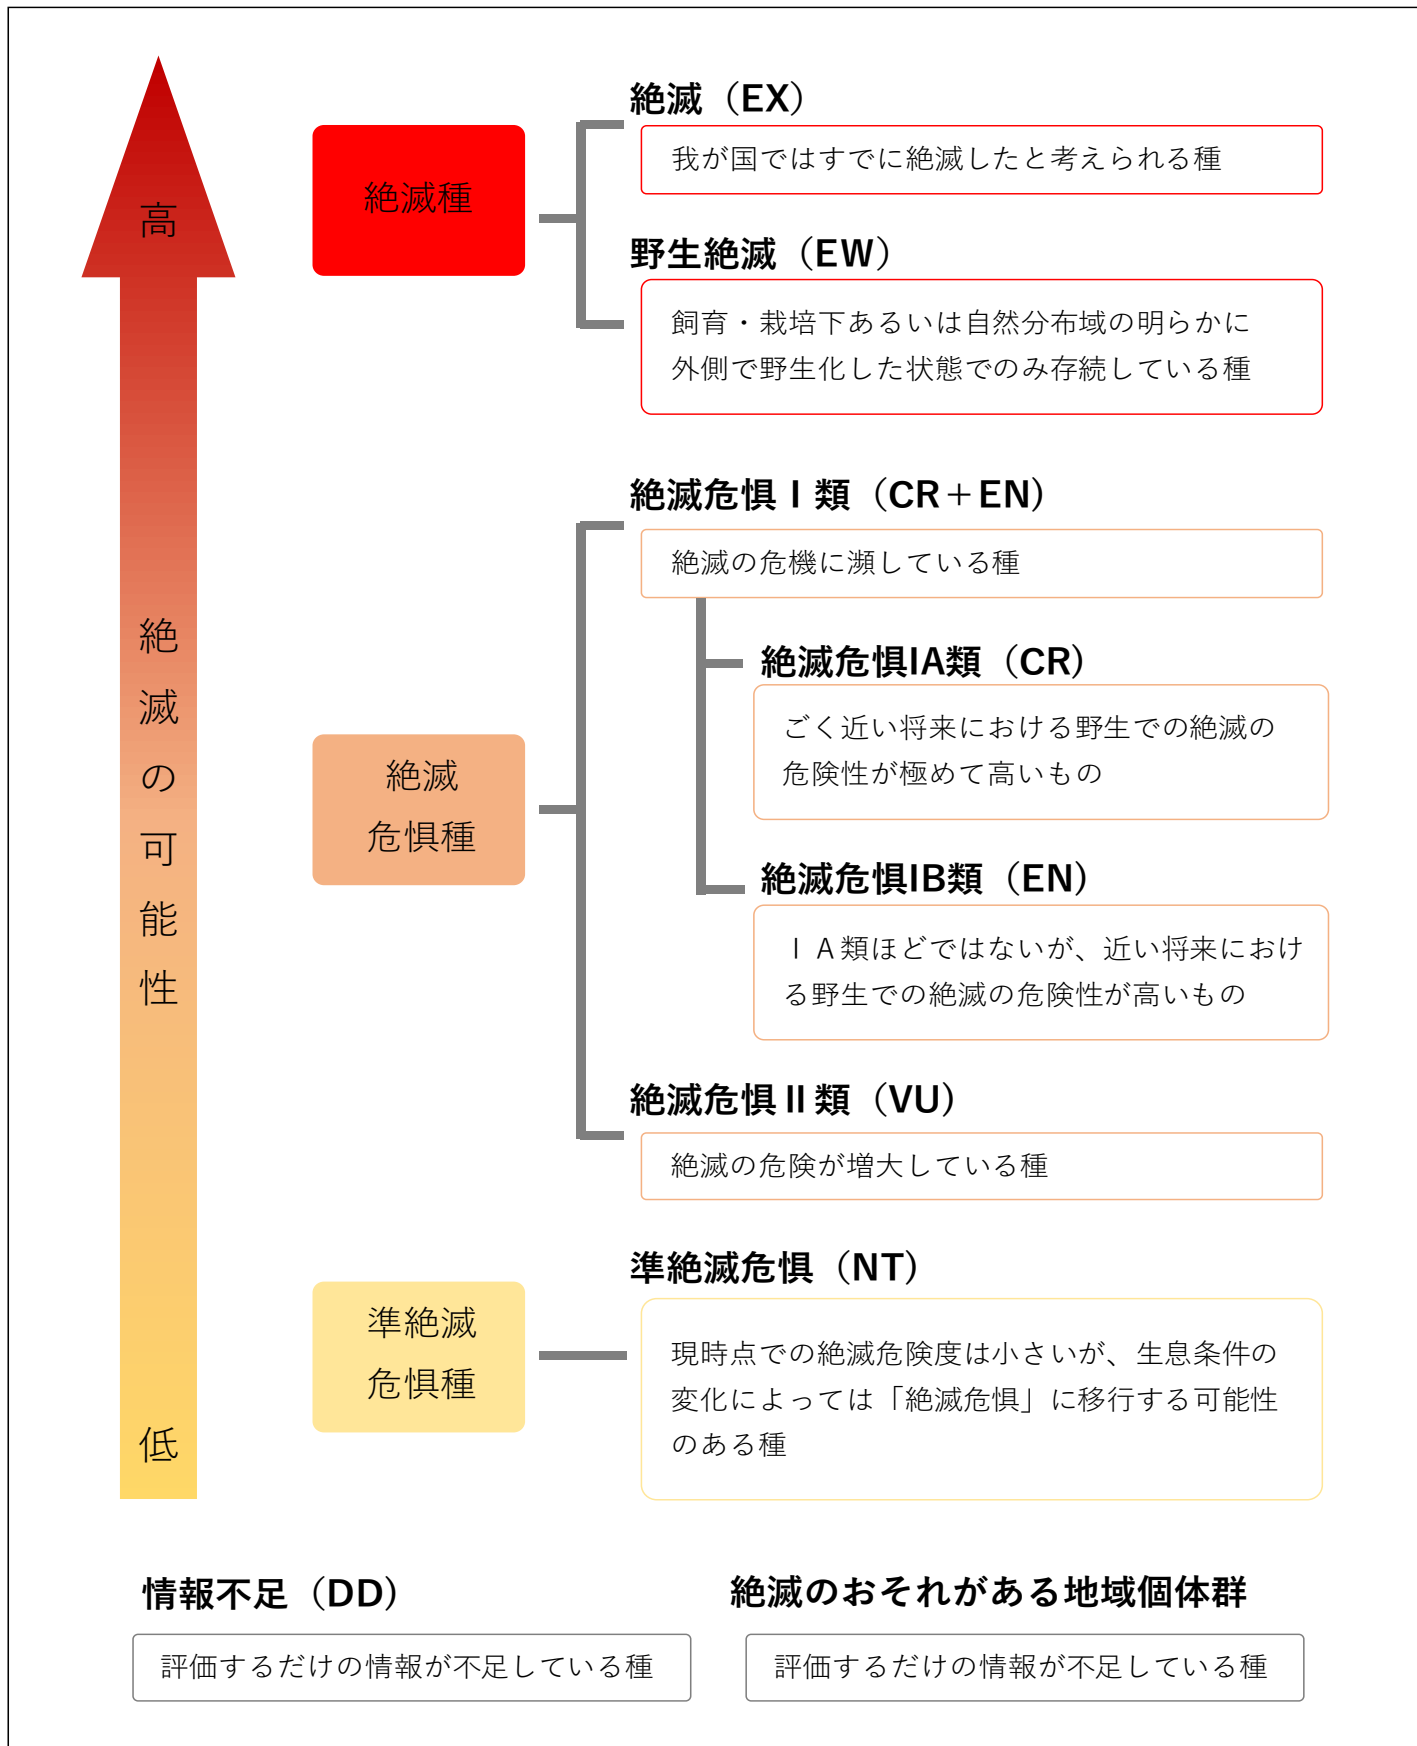 高
絶滅の可能性
低
絶滅種
絶滅（EX）
我が国ではすでに絶滅したと考えられる種
野生絶滅（EW）
飼育・栽培下あるいは自然分布域の明らかに
外側で野生化した状態でのみ存続している種
絶滅
危惧種
絶滅危惧Ⅰ類（CR＋EN)
絶滅の危機に瀕している種
絶滅危惧IA類（CR)
ごく近い将来における野生での絶滅の
危険性が極めて高いもの
絶滅危惧IB類（EN)
ⅠA類ほどではないが、近い将来におけ
る野生での絶滅の危険性が高いもの
絶滅危惧Ⅱ類（VU）
絶滅の危険が増大している種
準絶滅
危惧種
準絶滅危惧（NT）
現時点での絶滅危険度は小さいが、生息条件の
変化によっては「絶滅危惧」に移行する可能性
のある種
情報不足（DD）
評価するだけの情報が不足している種
絶滅のおそれがある地域個体群
評価するだけの情報が不足している種